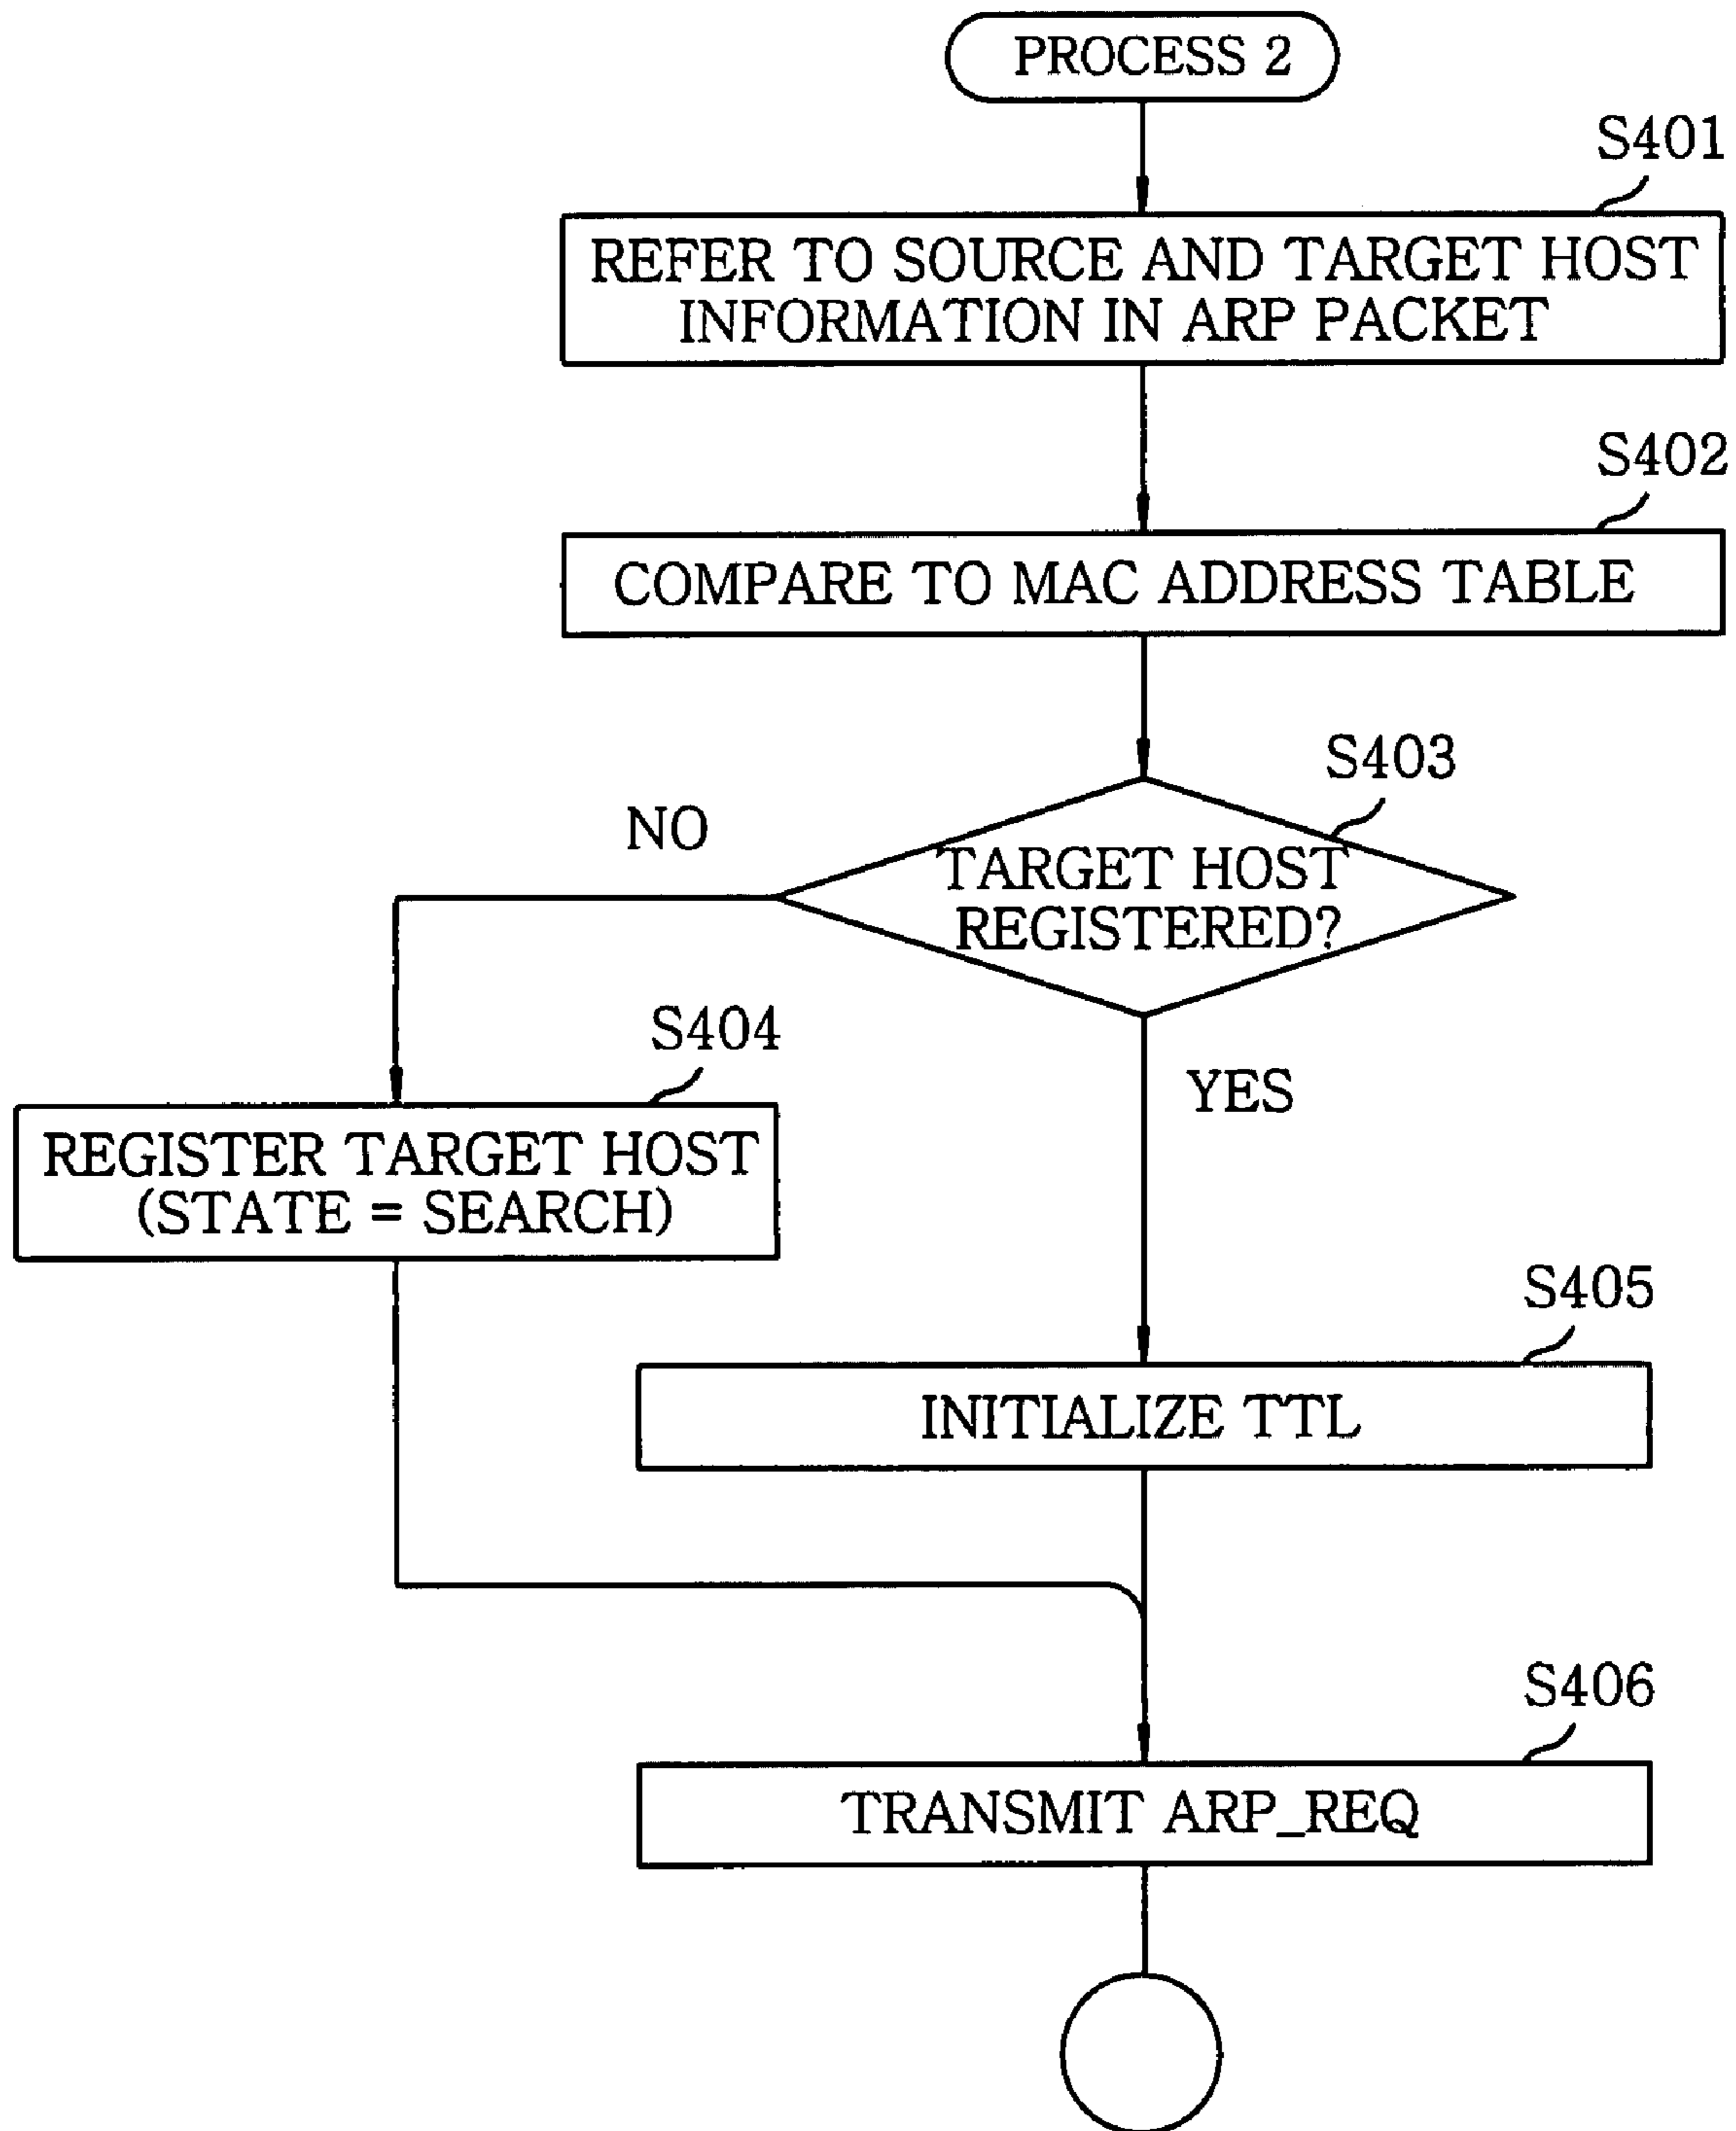 PROCESS 2
S401
REFER TO SOURCE AND TARGET HOST
INFORMATION IN ARP PACKET
S402
COMPARE TO MAC ADDRESS TABLE
S403
NO
TARGET HOST
REGISTERED?
S404
YES
REGISTER TARGET HOST
(STATE = SEARCH)
S405
INITIALIZE TTL
S406
TRANSMIT ARP_REQ